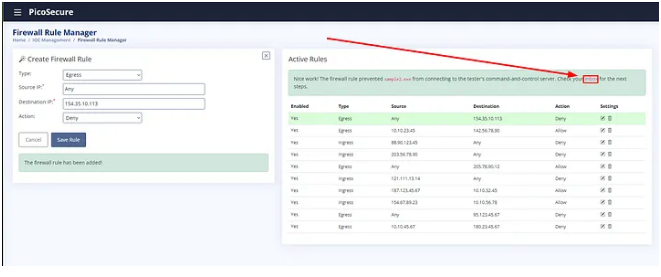 PicoSecure
Firewall Rule Manager
Home / IOC Management / Firewall Rule Manager
Create Firewall Rule
Type:
Egress
Source IP:*
Any
Destination IP:*
154.35.10.113
Action:
Deny
Cancel
Save Rule
The firewall rule has been added!
Active Rules
Nice work! The firewall rule prevented sample2.exe from connecting to the tester's command-and-control server. Check your inbox for the next
steps.
Enabled Type Source Destination Action Settings
Yes Egress Any 154.35.10.113 Deny
Yes Egress 10.10.23.45 142.56.78.90 Allow
Yes Ingress 89.90.123.45 Any Deny
Yes Ingress 203.56.78.90 Any Deny
Yes Egress Any 205.78.90.12 Allow
Yes Ingress 121.111.13.14 Any Deny
Yes Ingress 187.123.45.67 10.10.32.45 Allow
Yes Ingress 154.67.89.23 10.10.56.78 Allow
Yes Egress Any 95.123.45.67 Deny
Yes Egress 10.10.45.67 180.23.45.67 Deny